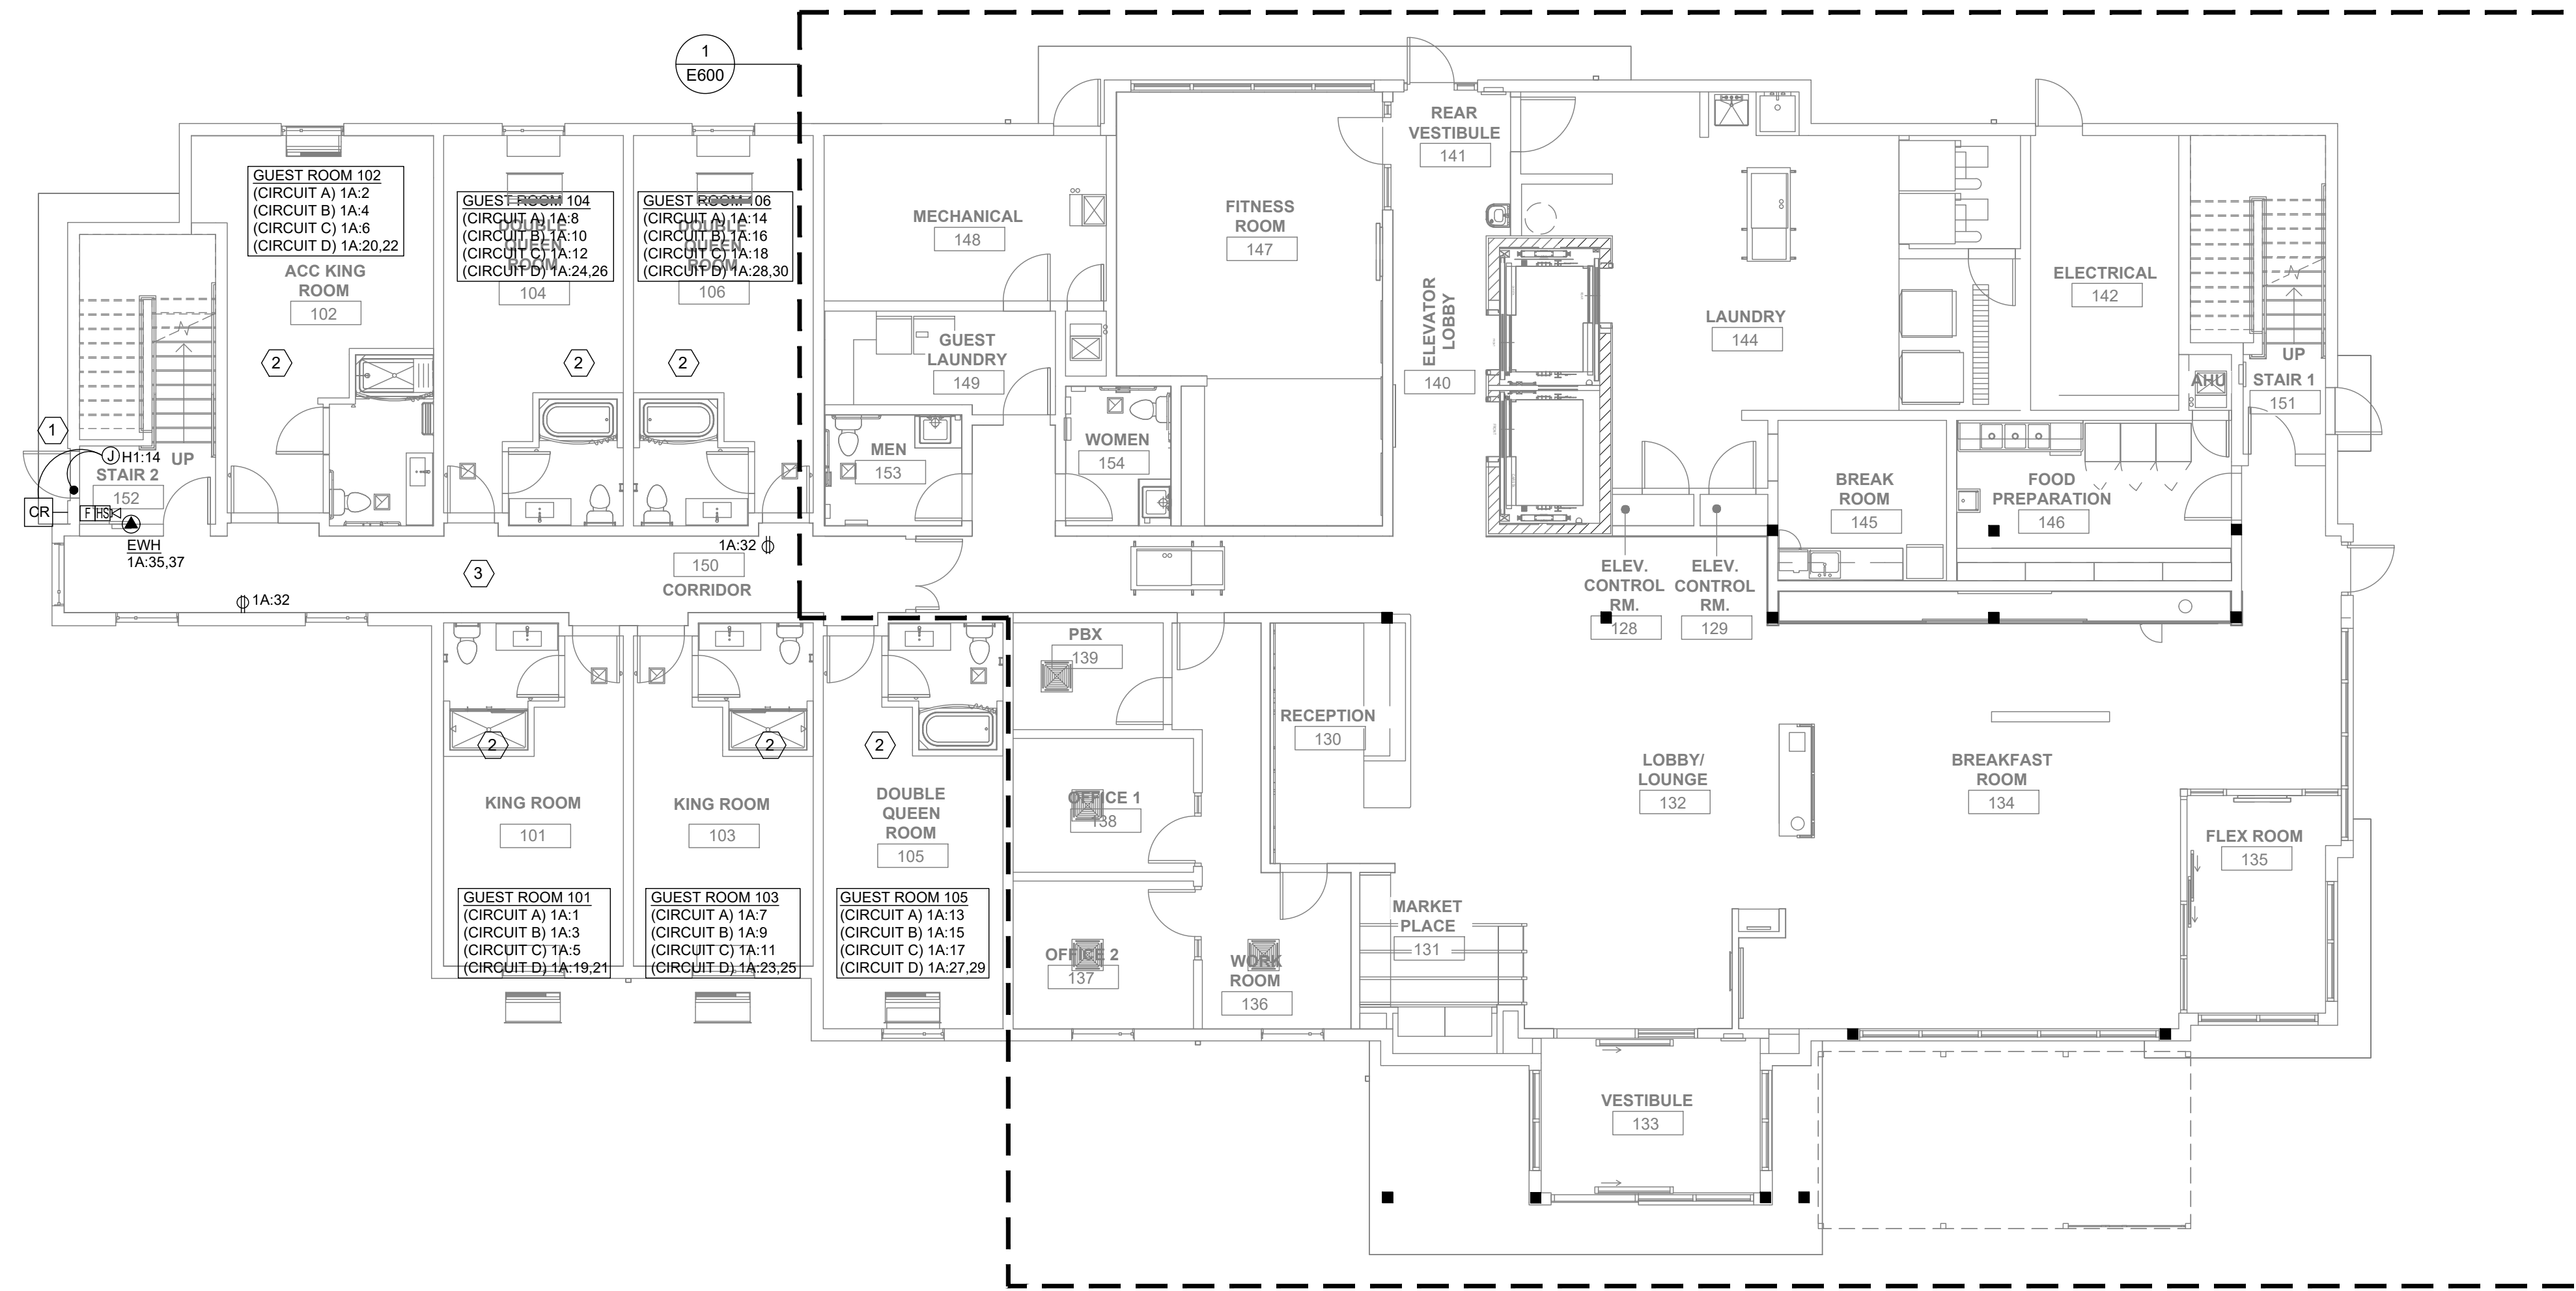 1
E600
GUEST ROOM 102
(CIRCUIT A) 1A:2
(CIRCUIT B) 1A:4
(CIRCUIT C) 1A:6
(CIRCUIT D) 1A:20,22
ACC KING
ROOM
102
2
GUEST ROOM 104
(CIRCUIT A) 1A:8
(CIRCUIT B) 1A:10
(CIRCUIT C) 1A:12
(CIRCUIT D) 1A:24,26
DOUBLE
QUEEN
ROOM
104
2
GUEST ROOM 106
(CIRCUIT A) 1A:14
(CIRCUIT B) 1A:16
(CIRCUIT C) 1A:18
(CIRCUIT D) 1A:28,30
DOUBLE
QUEEN
ROOM
106
2
MECHANICAL
148
GUEST
LAUNDRY
149
MEN
153
WOMEN
154
FITNESS
ROOM
147
REAR
VESTIBULE
141
ELEVATOR
LOBBY
140
LAUNDRY
144
ELECTRICAL
142
AHU
UP
STAIR 1
151
BREAK
ROOM
145
FOOD
PREPARATION
146
ELEV.
CONTROL
RM.
128
ELEV.
CONTROL
RM.
129
1
J
H1:14
UP
STAIR 2
152
CR
F
HS
EWH
1A:35,37
1A:32
3
1A:32
150
CORRIDOR
2
KING ROOM
101
GUEST ROOM 101
(CIRCUIT A) 1A:1
(CIRCUIT B) 1A:3
(CIRCUIT C) 1A:5
(CIRCUIT D) 1A:19,21
2
KING ROOM
103
GUEST ROOM 103
(CIRCUIT A) 1A:7
(CIRCUIT B) 1A:9
(CIRCUIT C) 1A:11
(CIRCUIT D) 1A:23,25
2
DOUBLE
QUEEN
ROOM
105
GUEST ROOM 105
(CIRCUIT A) 1A:13
(CIRCUIT B) 1A:15
(CIRCUIT C) 1A:17
(CIRCUIT D) 1A:27,29
PBX
139
OFFICE 1
138
OFFICE 2
137
WORK
ROOM
136
RECEPTION
130
MARKET
PLACE
131
LOBBY/
LOUNGE
132
BREAKFAST
ROOM
134
FLEX ROOM
135
VESTIBULE
133